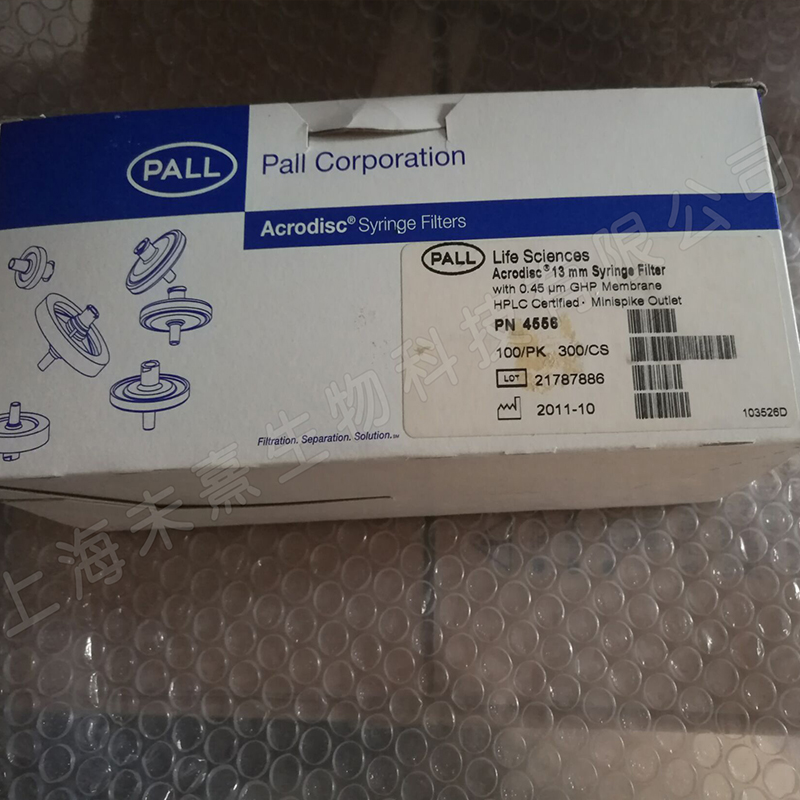 PALL
Pall Corporation
Acrodisc® Syringe Filters
PALL
Life Sciences
Acrodisc® 13 mm Syringe Filter
with 0.45 µm GHP Membrane
HPLC Certified · Minispike Outlet
PN 4556
100/PK 300/CS
LOT 21787886
2011-10
103526D
Filtration. Separation. Solution.SM
上海未熹生物科技有限公司